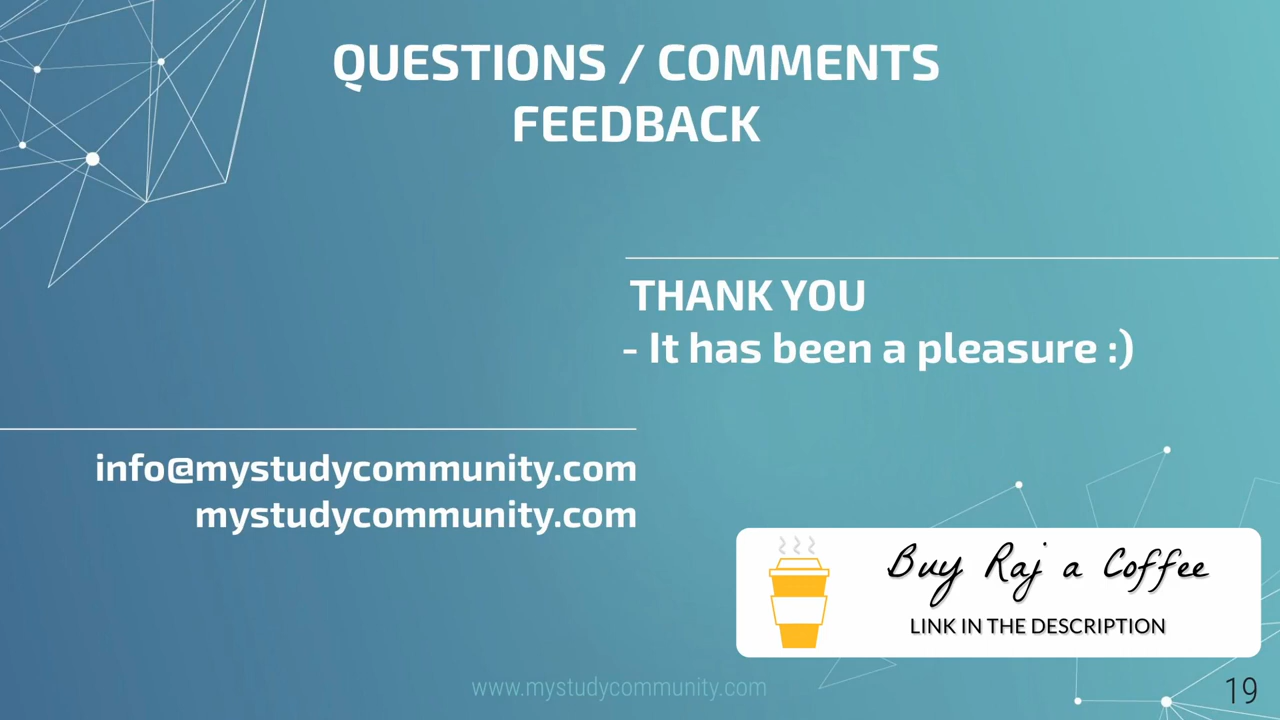 QUESTIONS / COMMENTS
FEEDBACK
THANK YOU
- It has been a pleasure :)
info@mystudycommunity.com
mystudycommunity.com
Buy Raj a Coffee
LINK IN THE DESCRIPTION
www.mystudycommunity.com
19